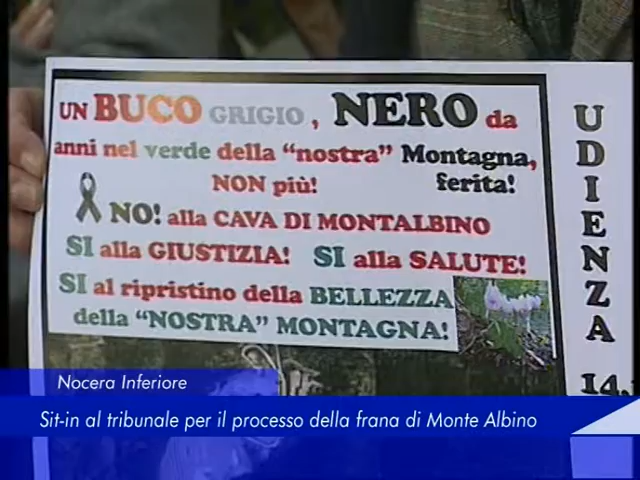 UN BUCO GRIGIO, NERO da
anni nel verde della "nostra" Montagna,
NON più! ferita!
NO! alla CAVA DI MONTALBINO
SI alla GIUSTIZIA! SI alla SALUTE!
SI al ripristino della BELLEZZA
della "NOSTRA" MONTAGNA!
UDIENZA
14,
Nocera Inferiore
Sit-in al tribunale per il processo della frana di Monte Albino